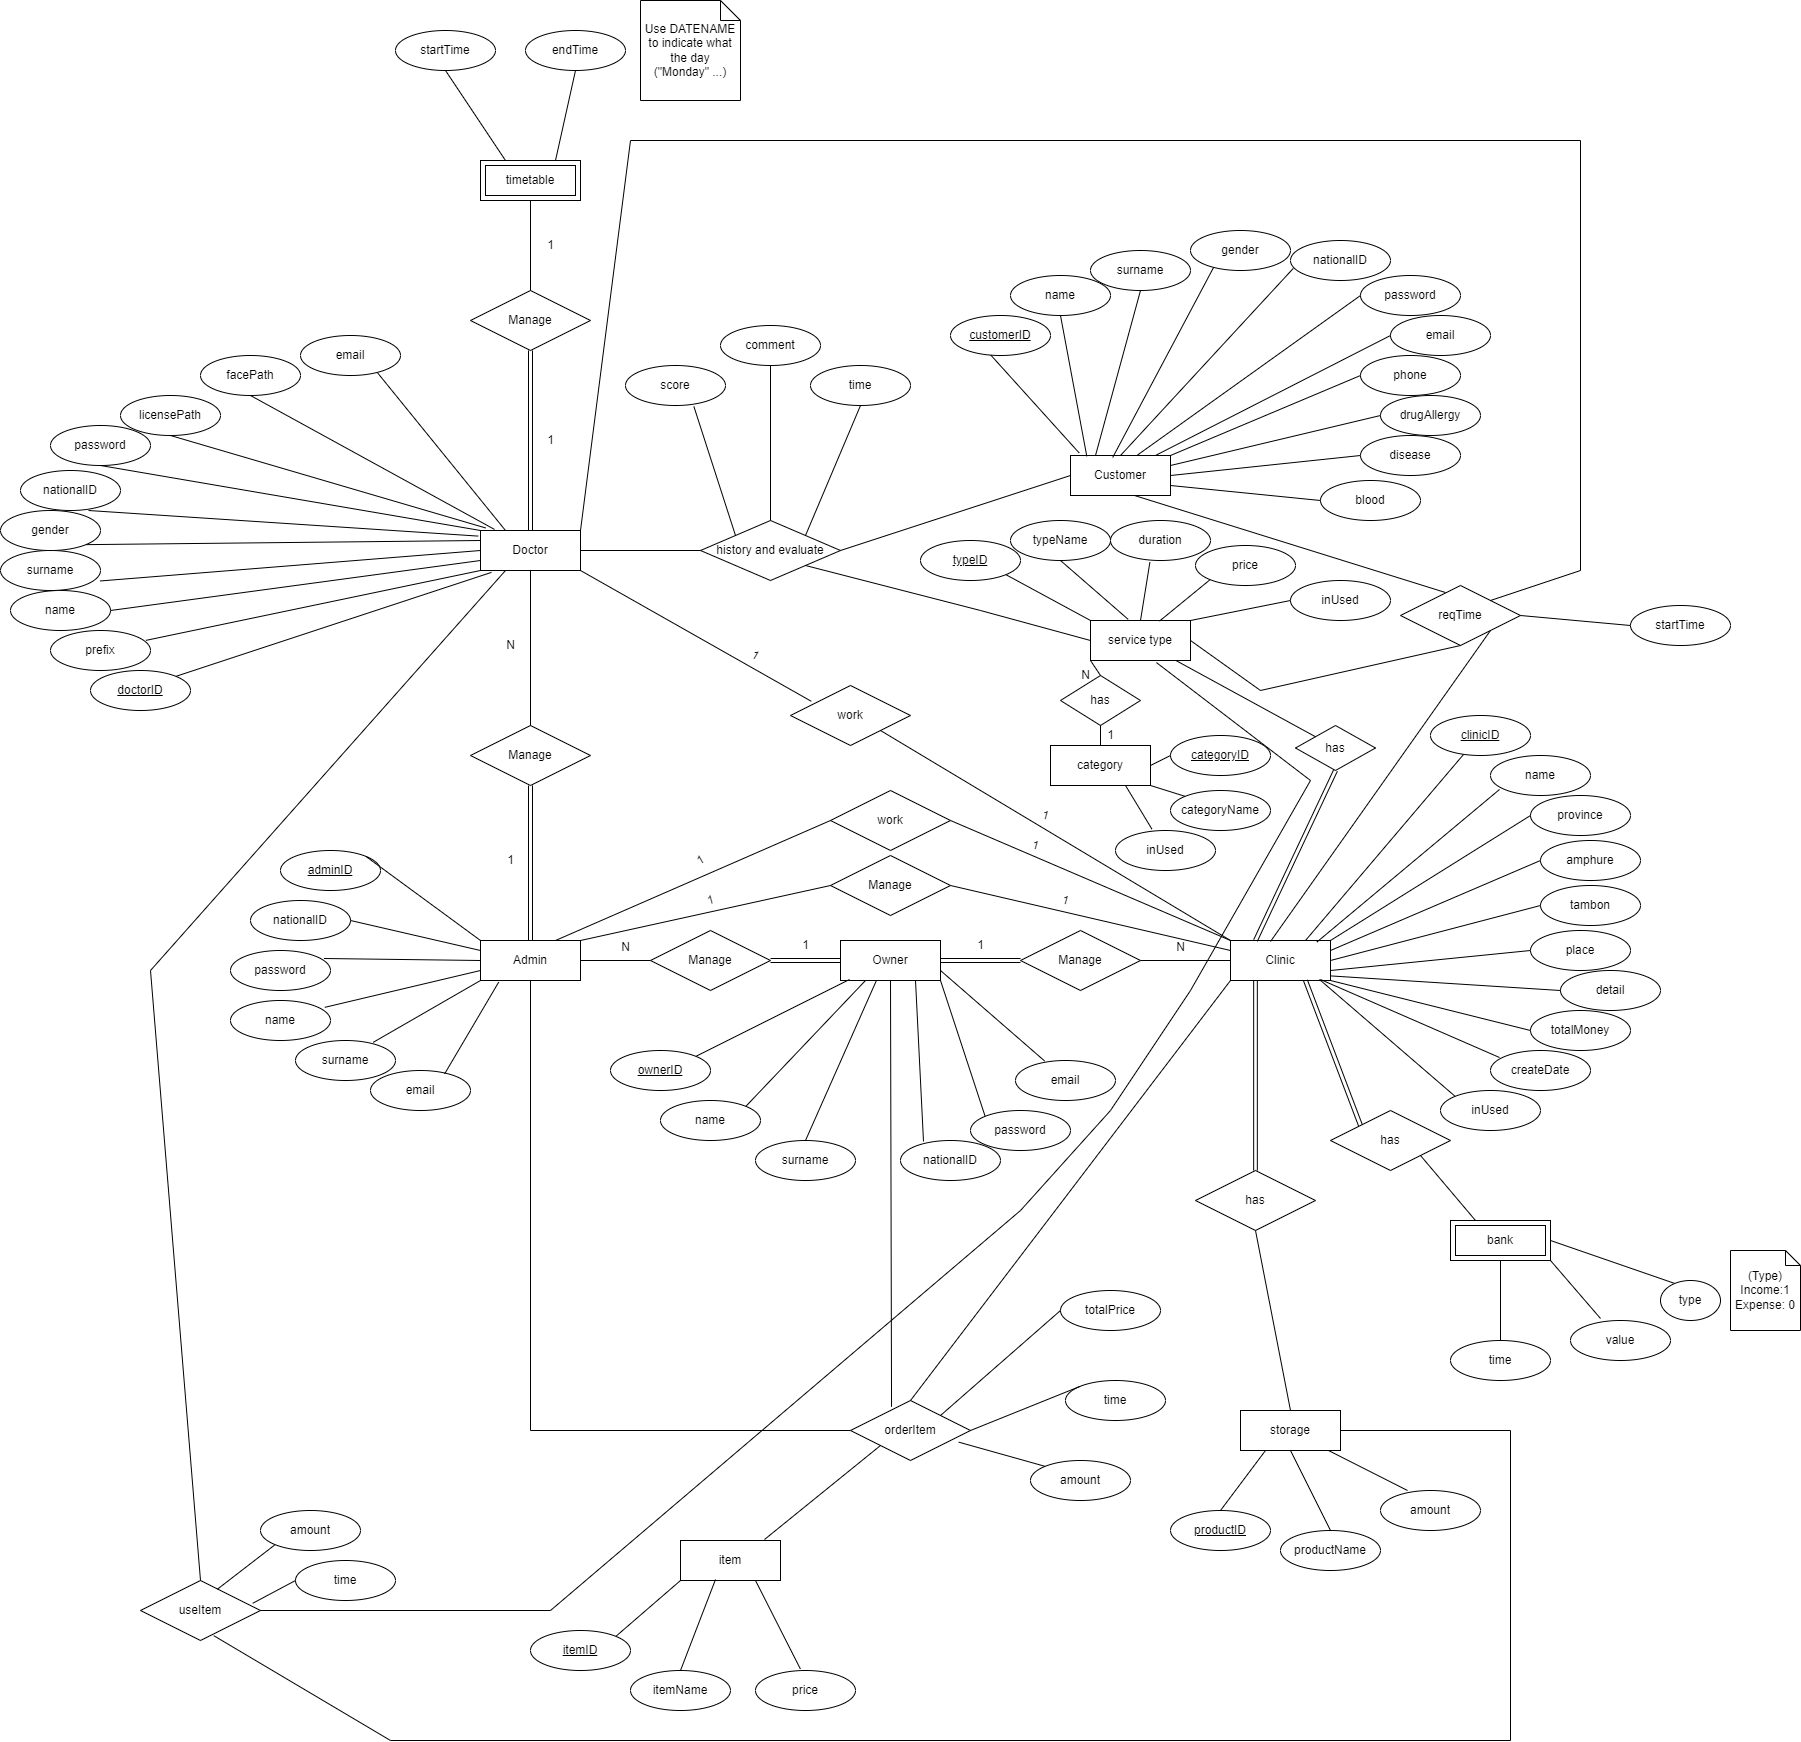 Use DATENAME
to indicate what
the day
("Monday" ...)
startTime
endTime
timetable
1
Manage
1
gender
surname
nationalID
name
password
customerID
email
phone
drugAllergy
disease
blood
Customer
comment
score
time
history and evaluate
email
facePath
licensePath
password
nationalID
gender
surname
name
prefix
doctorID
Doctor
typeID
typeName
duration
price
inUsed
service type
reqTime
startTime
N
has
1
category
categoryID
categoryName
inUsed
has
N
Manage
1
1
work
1
1
work
1
1
Manage
1
adminID
nationalID
password
name
surname
email
Admin
N
Manage
1
Owner
1
Manage
N
Clinic
clinicID
name
province
amphure
tambon
place
detail
totalMoney
createDate
inUsed
ownerID
name
surname
nationalID
password
email
has
has
bank
time
value
type
(Type)
Income:1
Expense: 0
totalPrice
time
amount
orderItem
storage
productID
productName
amount
item
itemID
itemName
price
amount
time
useItem